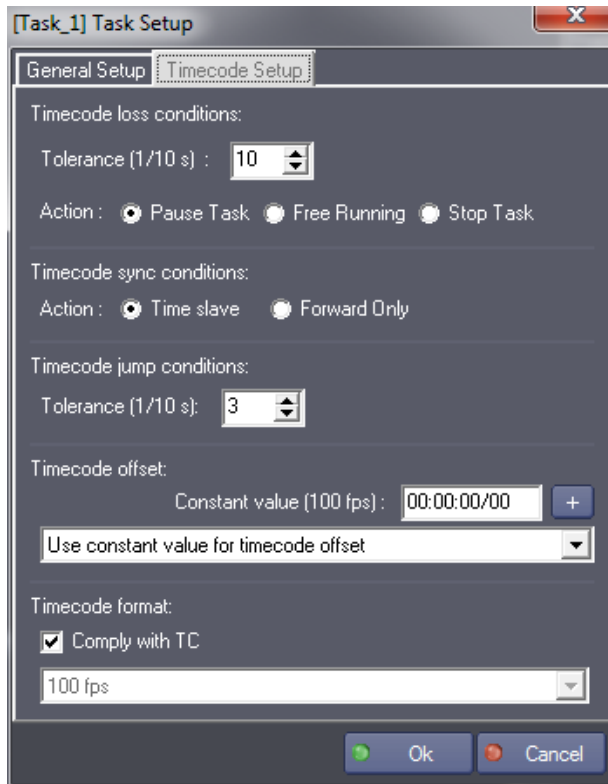 [Task_1] Task Setup
General Setup Timecode Setup
Timecode loss conditions:
Tolerance (1/10 s) : 10
Action : Pause Task Free Running Stop Task
Timecode sync conditions:
Action : Time slave Forward Only
Timecode jump conditions:
Tolerance (1/10 s): 3
Timecode offset:
Constant value (100 fps) : 00:00:00/00 +
Use constant value for timecode offset
Timecode format:
Comply with TC
100 fps
Ok Cancel